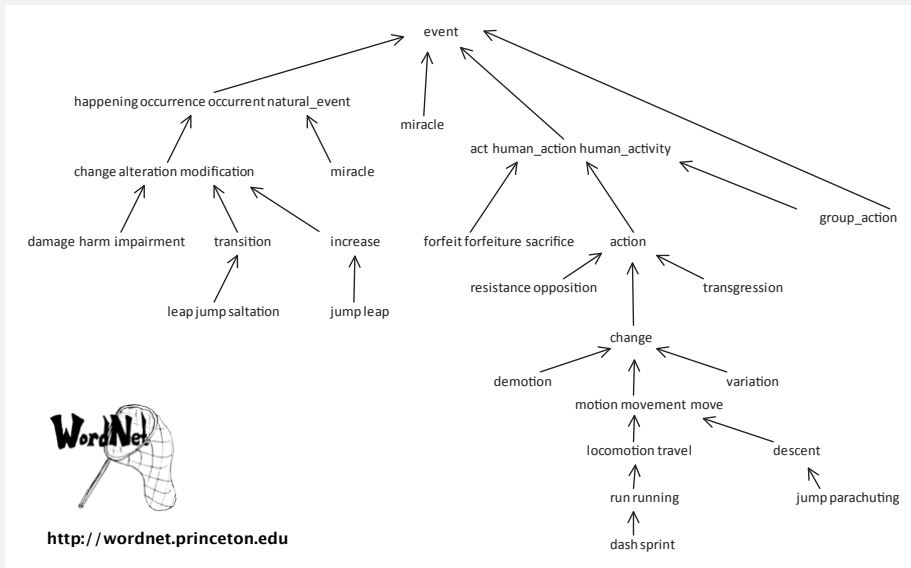 event
happening occurrence occurrent natural_event
miracle
act human_action human_activity
change alteration modification
miracle
group_action
damage harm impairment
transition
increase
forfeit forfeiture sacrifice
action
resistance opposition
transgression
leap jump saltation
jump leap
change
demotion
variation
motion movement move
WordNet
locomotion travel
descent
run running
jump parachuting
http://wordnet.princeton.edu
dash sprint